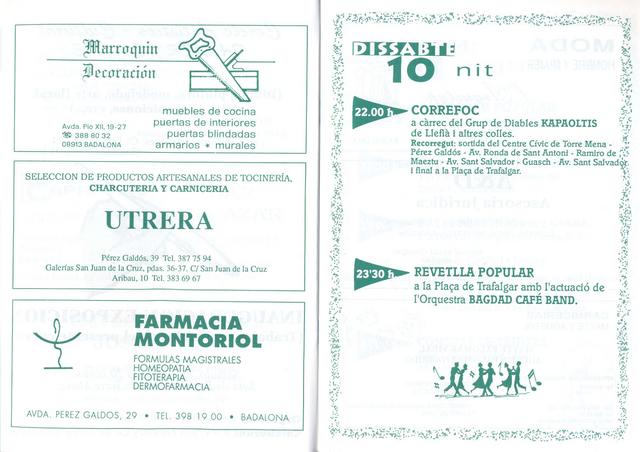 Marroquin
Decoración
muebles de cocina
puertas de interiores
puertas blindadas
armarios • murales
Avda. Pío XII, 19-27
☎ 388 80 32
08913 BADALONA
SELECCION DE PRODUCTOS ARTESANALES DE TOCINERÍA,
CHARCUTERIA Y CARNICERIA
UTRERA
Pérez Galdós, 39 Tel. 387 75 94
Galerías San Juan de la Cruz, pdas. 36-37, C/ San Juan de la Cruz
Aribau, 10 Tel. 383 69 67
FARMACIA
MONTORIOL
FORMULAS MAGISTRALES
HOMEOPATIA
FITOTERAPIA
DERMOFARMACIA
AVDA. PEREZ GALDOS, 29 • TEL. 398 19 00 • BADALONA
DISSABTE
10 nit
22.00 h
CORREFOC
a càrrec del Grup de Diables KAPAOLTIS
de Llefià i altres colles.
Recorregut: sortida del Centre Cívic de Torre Mena -
Pérez Galdós - Av. Ronda de Sant Antoni - Ramiro de
Maeztu - Av. Sant Salvador - Guasch - Av. Sant Salvador
i final a la Plaça de Trafalgar.
23'30 h
REVETLLA POPULAR
a la Plaça de Trafalgar amb l'actuació de
l'Orquestra BAGDAD CAFÉ BAND.